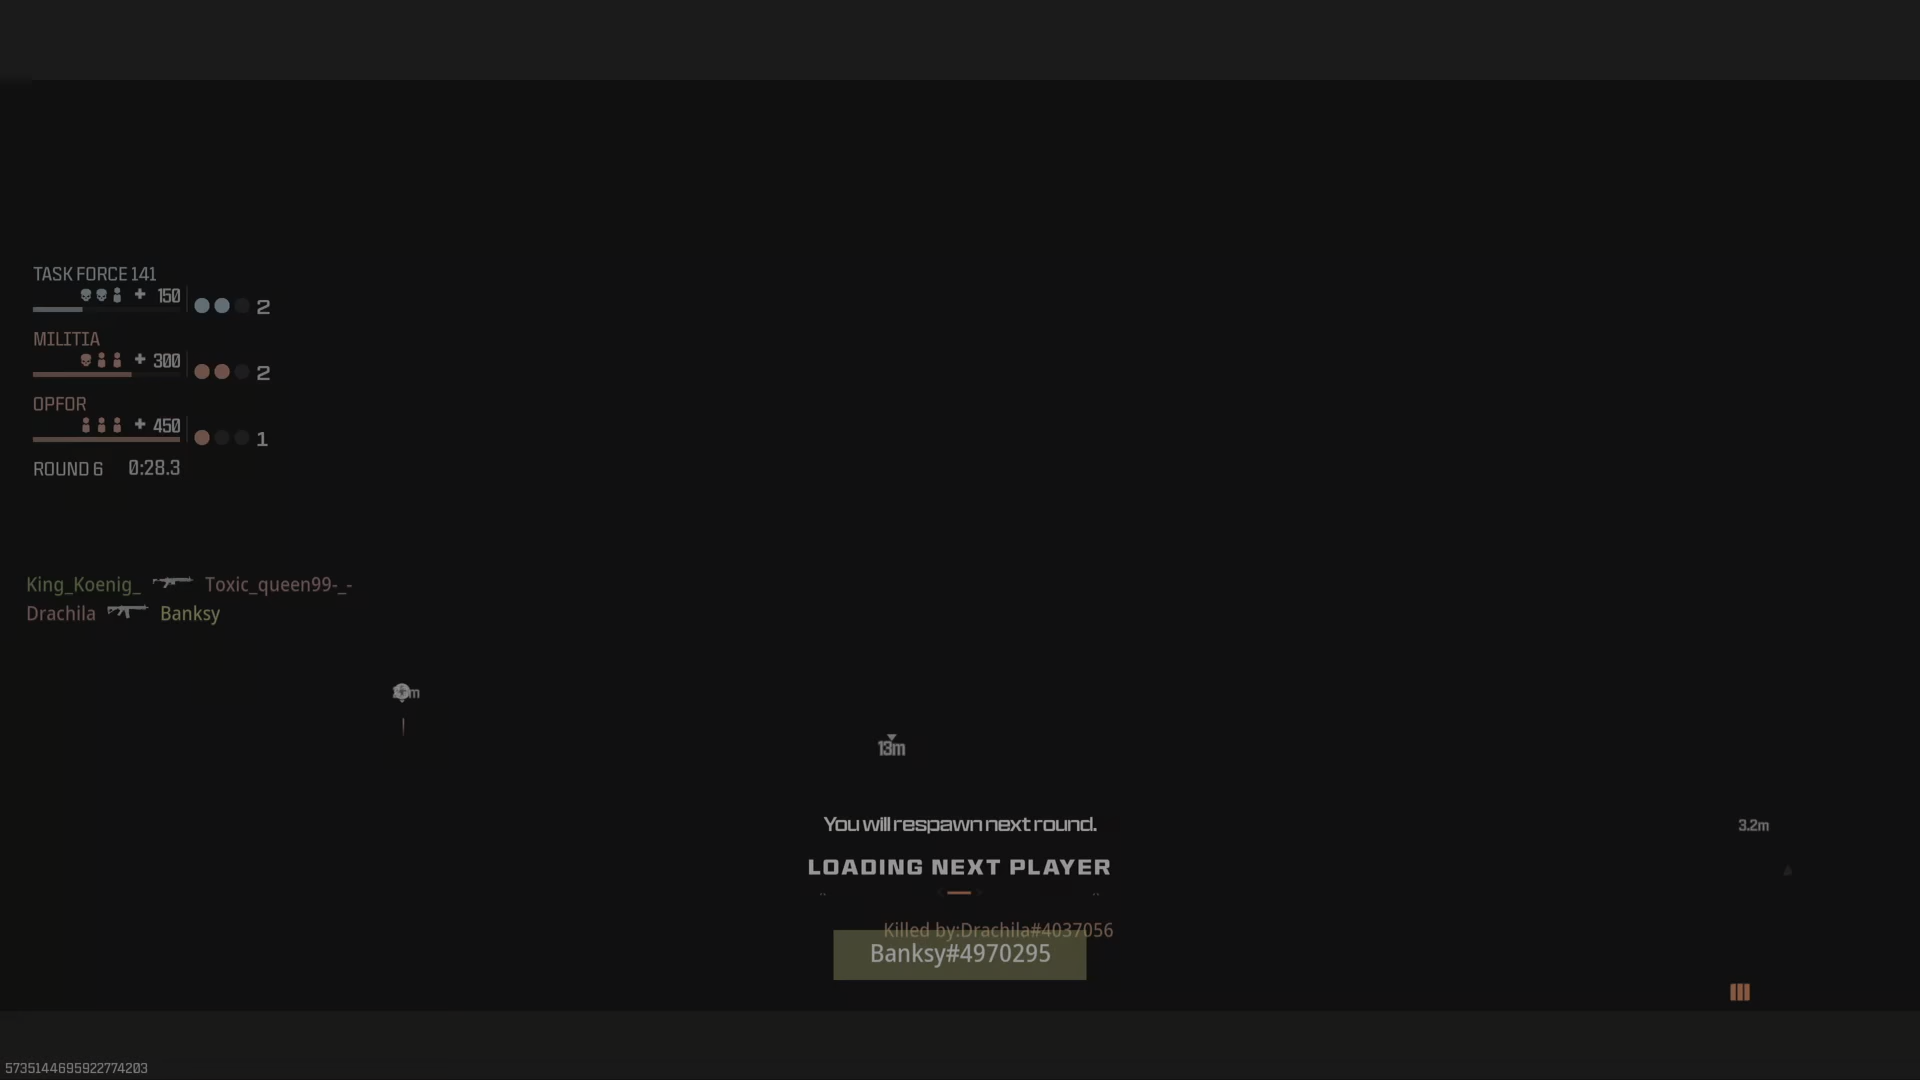 TASK FORCE 141
150
2
MILITIA
300
2
OPFOR
450
1
ROUND 6 0:28.3
King_Koenig_ Toxic_queen99-_-
Drachila Banksy
13m
You will respawn next round.
3.2m
LOADING NEXT PLAYER
Killed by:Drachila#4037056
Banksy#4970295
5735144695922774203